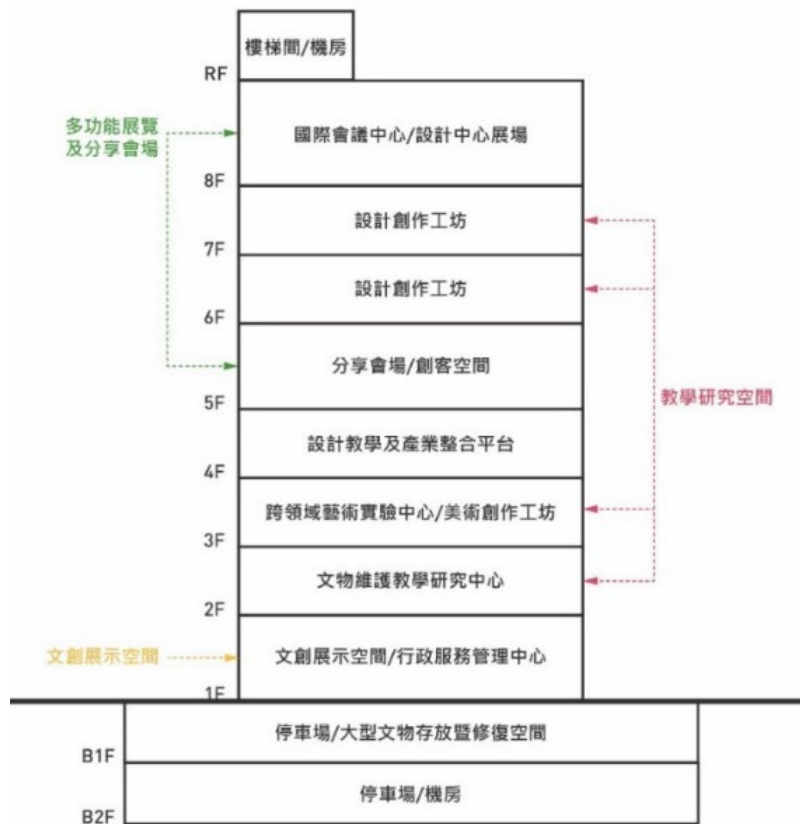 樓梯間/機房
RF
多功能展覽
及分享會場
國際會議中心/設計中心展場
8F
設計創作工坊
7F
設計創作工坊
6F
分享會場/創客空間
5F
教學研究空間
設計教學及產業整合平台
4F
跨領域藝術實驗中心/美術創作工坊
3F
文物維護教學研究中心
2F
文創展示空間
文創展示空間/行政服務管理中心
1F
停車場/大型文物存放暨修復空間
B1F
停車場/機房
B2F